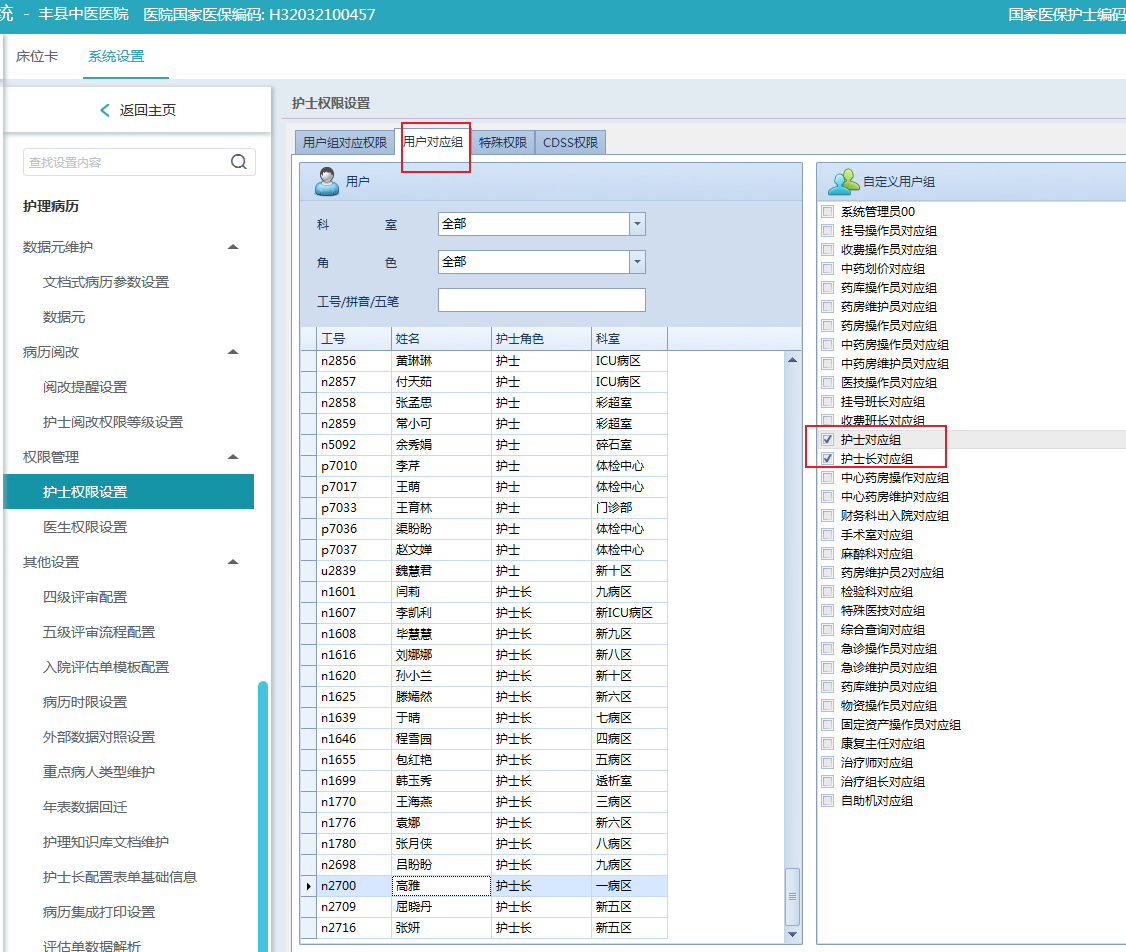 统 - 丰县中医医院 医院国家医保编码: H32032100457 国家医保护士编码
床位卡 系统设置
返回主页
查找设置内容
护理病历
数据元维护
文档式病历参数设置
数据元
病历阅改
阅改提醒设置
护士阅改权限等级设置
权限管理
护士权限设置
医生权限设置
其他设置
四级评审配置
五级评审流程配置
入院评估单模板配置
病历时限设置
外部数据对照设置
重点病人类型维护
年表数据回迁
护理知识库文档维护
护士长配置表单基础信息
病历集成打印设置
评估单数据解析
护士权限设置
用户组对应权限 用户对应组 特殊权限 CDSS权限
用户
科 室 全部
角 色 全部
工号/拼音/五笔
工号 姓名 护士角色 科室
n2856 黄琳琳 护士 ICU病区
n2857 付天茹 护士 ICU病区
n2858 张孟思 护士 彩超室
n2859 常小可 护士 彩超室
n5092 余秀娟 护士 碎石室
p7010 李芹 护士 体检中心
p7017 王萌 护士 体检中心
p7033 王育林 护士 门诊部
p7036 渠盼盼 护士 体检中心
p7037 赵文婵 护士 体检中心
u2839 魏慧君 护士 新十区
n1601 闫莉 护士长 九病区
n1607 李凯利 护士长 新ICU病区
n1608 毕慧慧 护士长 新九区
n1616 刘娜娜 护士长 新八区
n1620 孙小兰 护士长 新十区
n1625 滕嫣然 护士长 新六区
n1639 于晴 护士长 七病区
n1646 程雪园 护士长 四病区
n1655 包红艳 护士长 五病区
n1699 韩玉秀 护士长 透析室
n1770 王海燕 护士长 三病区
n1776 袁娜 护士长 新六区
n1780 张月侠 护士长 八病区
n2698 吕盼盼 护士长 九病区
n2700 高雅 护士长 一病区
n2709 屈晓丹 护士长 新五区
n2716 张妍 护士长 新五区
自定义用户组
系统管理员00
挂号操作员对应组
收费操作员对应组
中药划价对应组
药库操作员对应组
药房维护员对应组
药房操作员对应组
中药房操作员对应组
中药房维护员对应组
医技操作员对应组
挂号班长对应组
收费班长对应组
护士对应组
护士长对应组
中心药房操作对应组
中心药房维护对应组
财务科出入院对应组
手术室对应组
麻醉科对应组
药房维护员2对应组
检验科对应组
特殊医技对应组
综合查询对应组
急诊操作员对应组
急诊维护员对应组
药库维护员对应组
物资操作员对应组
固定资产操作员对应组
康复主任对应组
治疗师对应组
治疗组长对应组
自助机对应组